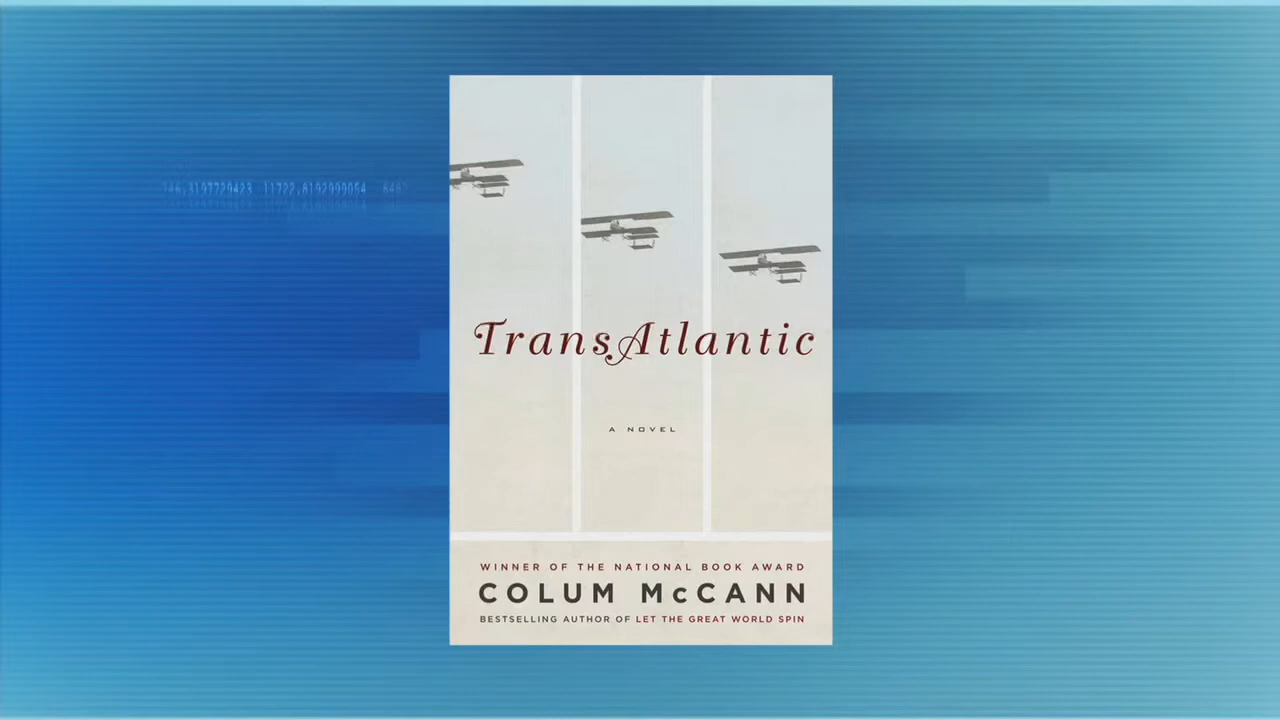 TransAtlantic
A NOVEL
WINNER OF THE NATIONAL BOOK AWARD
COLUM McCANN
BESTSELLING AUTHOR OF LET THE GREAT WORLD SPIN